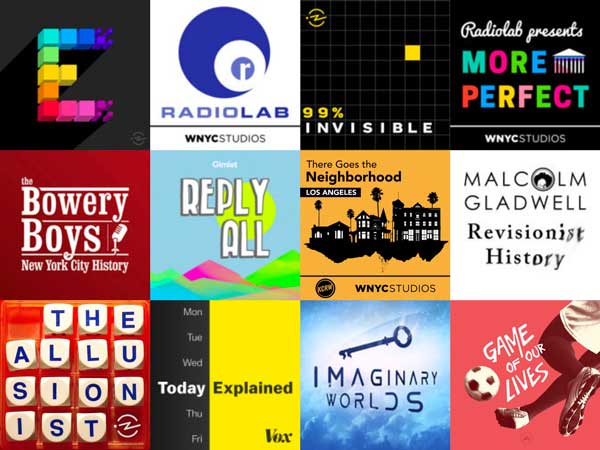 E
r
RADIOLAB
WNYCSTUDIOS
99%
INVISIBLE
Radiolab presents
MORE
PERFECT
WNYCSTUDIOS
the
Bowery
Boys
New York City History
Gimlet
REPLY
ALL
There Goes the
Neighborhood
LOS ANGELES
KCRW
WNYCSTUDIOS
MALCOLM
GLADWELL
Revisionist
History
THE
ALLU
SION
IST
Mon
Tue
Wed
Today Explained
Thu
Fri
Vox
IMAGINARY
WORLDS
GAME
OF OUR
LIVES